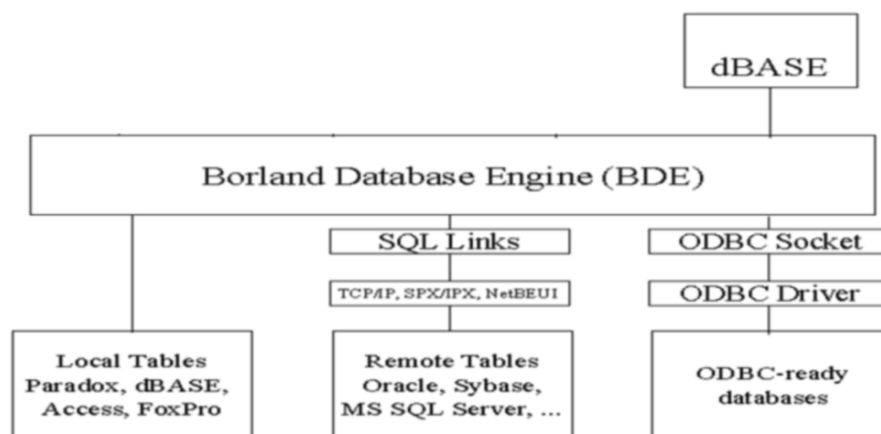 dBASE
Borland Database Engine (BDE)
SQL Links
ODBC Socket
TCP/IP, SPX/IPX, NetBEUI
ODBC Driver
Local Tables
Paradox, dBASE,
Access, FoxPro
Remote Tables
Oracle, Sybase,
MS SQL Server, ...
ODBC-ready
databases